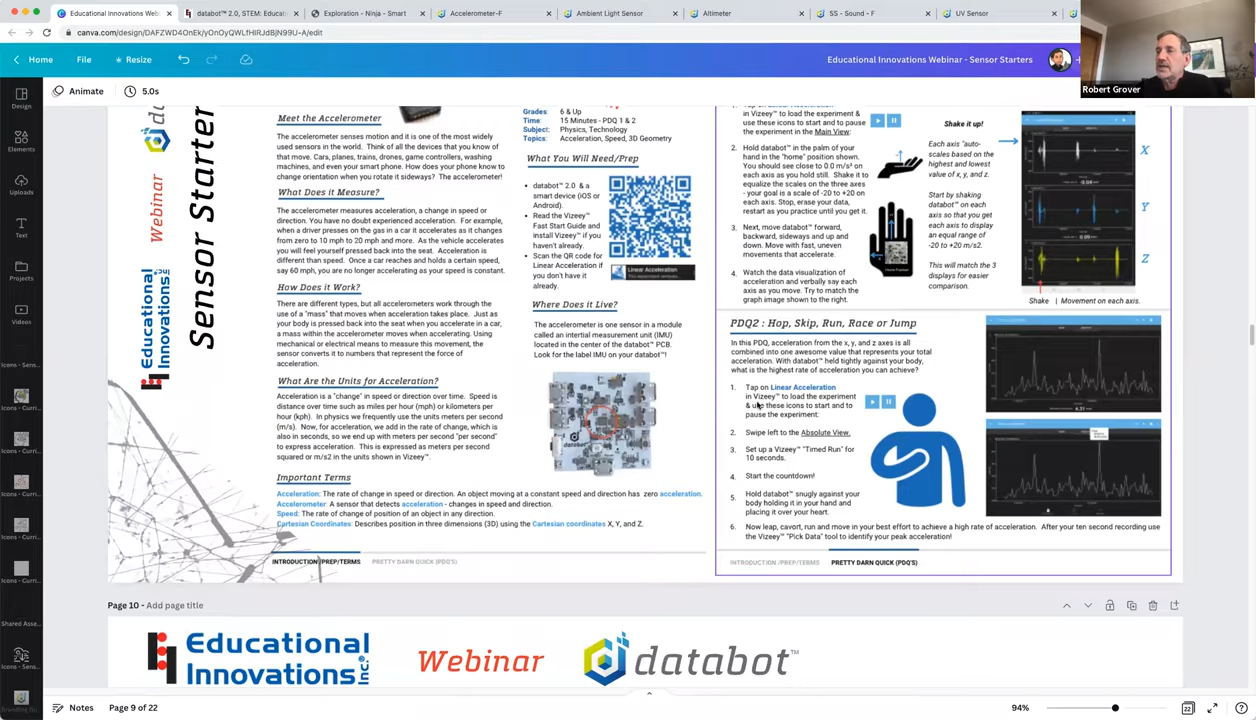 Educational Innovations Web
databot™ 2.0, STEM: Educati
Exploration - Ninja - Smart
Accelerometer-F
Ambient Light Sensor
Altimeter
SS - Sound - F
UV Sensor
canva.com/design/DAFZWD4OnEk/yOnOyQWLfHIRJdBjN99U-A/edit
Robert Grover
Home
File
Resize
Educational Innovations Webinar - Sensor Starters
Animate
5.0s
Design
Elements
Uploads
Text
Projects
Videos
Icons - Curri...
Icons - Curri...
Icons - Curri...
Icons - Curri...
Shared Asse...
Icons - Sens...
Educational
Innovations Inc.®
Webinar
Sensor Starter
Meet the Accelerometer
The accelerometer senses motion and it is one of the most widely
used sensors in the world. Think of all the devices that you know of
that move. Cars, planes, trains, drones, game controllers, washing
machines, and even your smart phone. How does your phone know to
change orientation when you rotate it sideways? The accelerometer!
What Does it Measure?
The accelerometer measures acceleration, a change in speed or
direction. You have no doubt experienced acceleration. For example,
when a driver presses on the gas in a car it accelerates as it changes
from zero to 10 mph to 20 mph and more. As the vehicle accelerates
you will feel yourself pressed back into the seat. Acceleration is
different than speed. Once a car reaches and holds a certain speed,
say 60 mph, you are no longer accelerating as your speed is constant.
How Does it Work?
There are different types, but all accelerometers work through the
use of a "mass" that moves when acceleration takes place. Just as
your body is pressed back into the seat when you accelerate in a car,
a mass within the accelerometer moves when accelerating. Using
mechanical or electrical means to measure this movement, the
sensor converts it to numbers that represent the force of
acceleration.
What Are the Units for Acceleration?
Acceleration is a "change" in speed or direction over time. Speed is
distance over time such as miles per hour (mph) or kilometers per
hour (kph). In physics we frequently use the units meters per second
(m/s). Now, for acceleration, we add in the rate of change, which is
also in seconds, so we end up with meters per second "per second"
to express acceleration. This is expressed as meters per second
squared or m/s2 in the units shown in Vizeey™.
Important Terms
Acceleration: The rate of change in speed or direction. An object moving at a constant speed and direction has zero acceleration.
Accelerometer: A sensor that detects acceleration - changes in speed and direction.
Speed: The rate of change of position of an object in any direction.
Cartesian Coordinates: Describes position in three dimensions (3D) using the Cartesian coordinates X, Y, and Z.
INTRODUCTION /PREP/TERMS
PRETTY DARN QUICK (PDQ'S)
Grades: 6 & Up
Time: 15 Minutes - PDQ 1 & 2
Subject: Physics, Technology
Topics: Acceleration, Speed, 3D Geometry
What You Will Need/Prep
databot™ 2.0 & a
smart device (iOS or
Android).
Read the Vizeey™
Fast Start Guide and
install Vizeey™ if you
haven't already.
Scan the QR code for
Linear Acceleration if
you don't have it
already.
Linear Acceleration
Where Does it Live?
The accelerometer is one sensor in a module
called an intertial measurement unit (IMU)
located in the center of the databot™ PCB.
Look for the label IMU on your databot™!
databot
in Vizeey™ to load the experiment &
use these icons to start and to pause
the experiment in the Main View:
2. Hold databot™ in the palm of your
hand in the "home" position shown.
You should see close to 0.0 m/s² on
each axis as you hold still. Shake it to
equalize the scales on the three axes
- your goal is a scale of -20 to +20 on
each axis. Stop, erase your data,
restart as you practice until you get it.
3. Next, move databot™ forward,
backward, sideways and up and
down. Move with fast, uneven
movements that accelerate.
4. Watch the data visualization of
acceleration and verbally say each
axis as you move. Try to match the
graph image shown to the right.
Shake it up!
Each axis "auto-
scales based on the
highest and lowest
value of x, y, and z.
Start by shaking
databot™ on each
axis so that you get
each axis to display
an equal range of
-20 to +20 m/s2.
This will match the 3
displays for easier
comparison.
X
Y
Z
Shake | Movement on each axis.
PDQ2 : Hop, Skip, Run, Race or Jump
In this PDQ, acceleration from the x, y, and z axes is all
combined into one awesome value that represents your total
acceleration. With databot™ held tightly against your body,
what is the highest rate of acceleration you can achieve?
1. Tap on Linear Acceleration
in Vizeey™ to load the experiment
& use these icons to start and to
pause the experiment:
2. Swipe left to the Absolute View.
3. Set up a Vizeey™ "Timed Run" for
10 seconds.
4. Start the countdown!
5. Hold databot™ snugly against your
body holding it in your hand and
placing it over your heart.
6. Now leap, cavort, run and move in your best effort to achieve a high rate of acceleration. After your ten second recording use
the Vizeey™ "Pick Data" tool to identify your peak acceleration!
INTRODUCTION /PREP/TERMS
PRETTY DARN QUICK (PDQ'S)
Page 10 - Add page title
Educational
Innovations Inc.®
Webinar
databot™
Notes
Page 9 of 22
94%
22